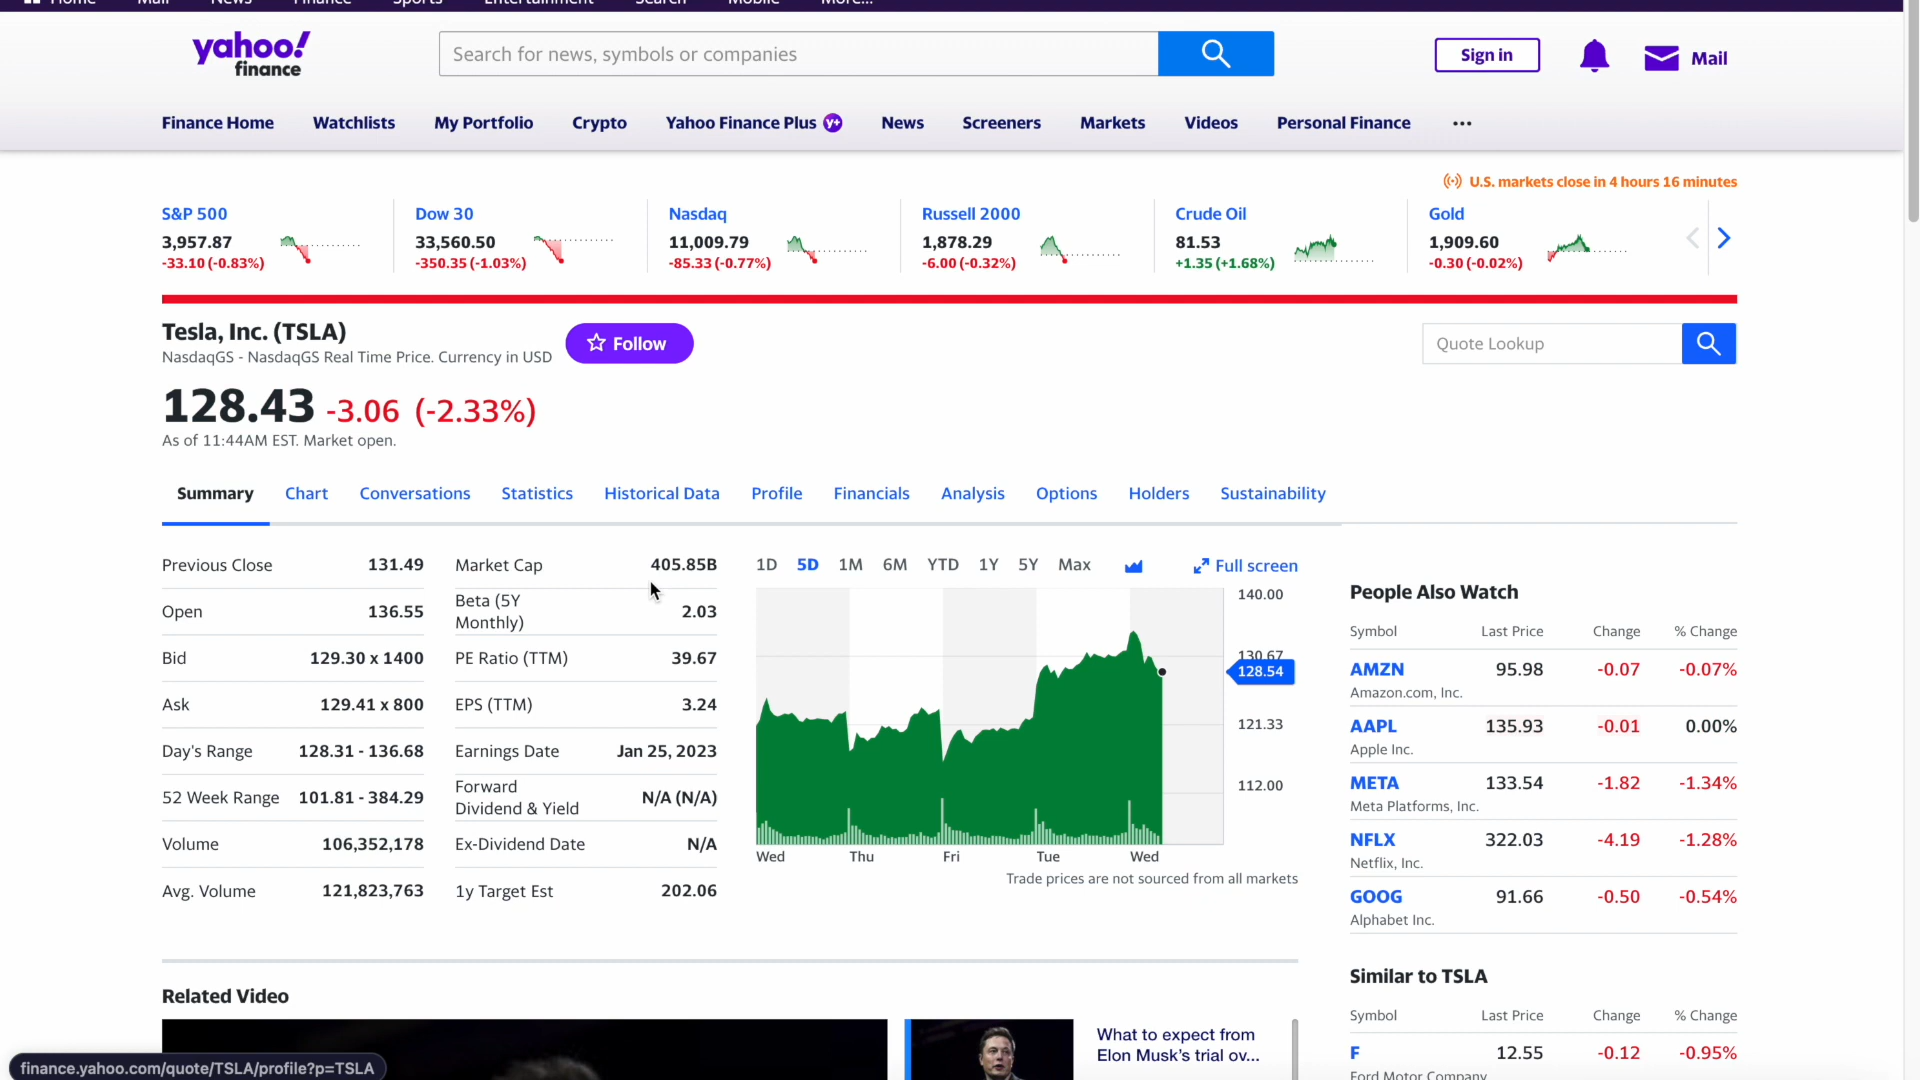 Home Mail News Finance Sports Entertainment Search Mobile More...
yahoo!
finance
Search for news, symbols or companies
Sign in
Mail
Finance Home Watchlists My Portfolio Crypto Yahoo Finance Plus y+ News Screeners Markets Videos Personal Finance ...
U.S. markets close in 4 hours 16 minutes
S&P 500 Dow 30 Nasdaq Russell 2000 Crude Oil Gold
3,957.87 33,560.50 11,009.79 1,878.29 81.53 1,909.60
-33.10 (-0.83%) -350.35 (-1.03%) -85.33 (-0.77%) -6.00 (-0.32%) +1.35 (+1.68%) -0.30 (-0.02%)
Tesla, Inc. (TSLA)
NasdaqGS - NasdaqGS Real Time Price. Currency in USD
Follow
Quote Lookup
128.43 -3.06 (-2.33%)
As of 11:44AM EST. Market open.
Summary Chart Conversations Statistics Historical Data Profile Financials Analysis Options Holders Sustainability
Previous Close 131.49
Open 136.55
Bid 129.30 x 1400
Ask 129.41 x 800
Day's Range 128.31 - 136.68
52 Week Range 101.81 - 384.29
Volume 106,352,178
Avg. Volume 121,823,763
Market Cap 405.85B
Beta (5Y
Monthly) 2.03
PE Ratio (TTM) 39.67
EPS (TTM) 3.24
Earnings Date Jan 25, 2023
Forward
Dividend & Yield N/A (N/A)
Ex-Dividend Date N/A
1y Target Est 202.06
1D 5D 1M 6M YTD 1Y 5Y Max Full screen
140.00
130.67
128.54
121.33
112.00
Wed Thu Fri Tue Wed
Trade prices are not sourced from all markets
People Also Watch
Symbol Last Price Change % Change
AMZN 95.98 -0.07 -0.07%
Amazon.com, Inc.
AAPL 135.93 -0.01 0.00%
Apple Inc.
META 133.54 -1.82 -1.34%
Meta Platforms, Inc.
NFLX 322.03 -4.19 -1.28%
Netflix, Inc.
GOOG 91.66 -0.50 -0.54%
Alphabet Inc.
Similar to TSLA
Symbol Last Price Change % Change
F 12.55 -0.12 -0.95%
Ford Motor Company
Related Video
What to expect from
Elon Musk's trial ov...
finance.yahoo.com/quote/TSLA/profile?p=TSLA